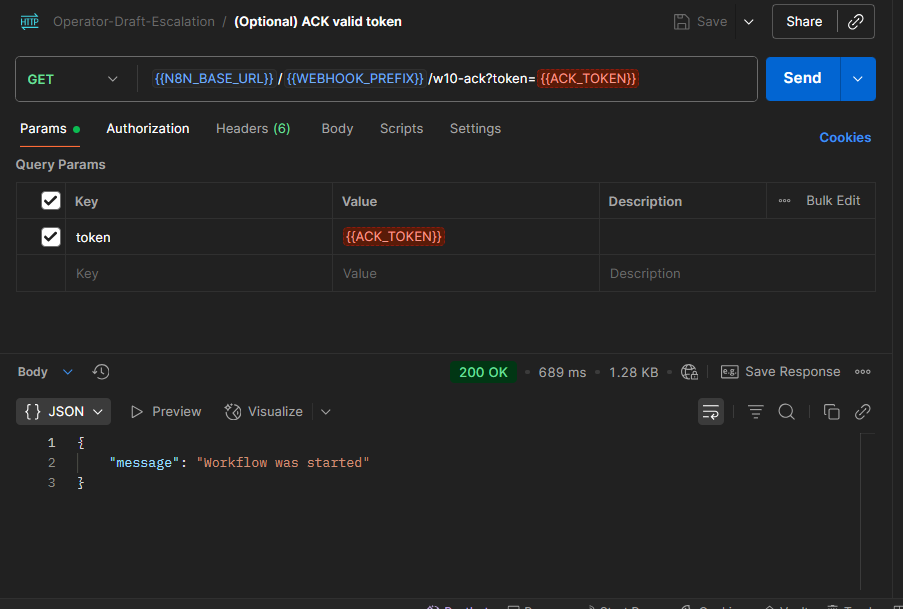 HTTP Operator-Draft-Escalation / (Optional) ACK valid token Save Share
GET {{N8N_BASE_URL}} / {{WEBHOOK_PREFIX}} /w10-ack?token= {{ACK_TOKEN}} Send
Params Authorization Headers (6) Body Scripts Settings Cookies
Query Params
Key Value Description Bulk Edit
token {{ACK_TOKEN}}
Key Value Description
Body 200 OK 689 ms 1.28 KB e.g. Save Response
{} JSON Preview Visualize
1 {
2 "message": "Workflow was started"
3 }